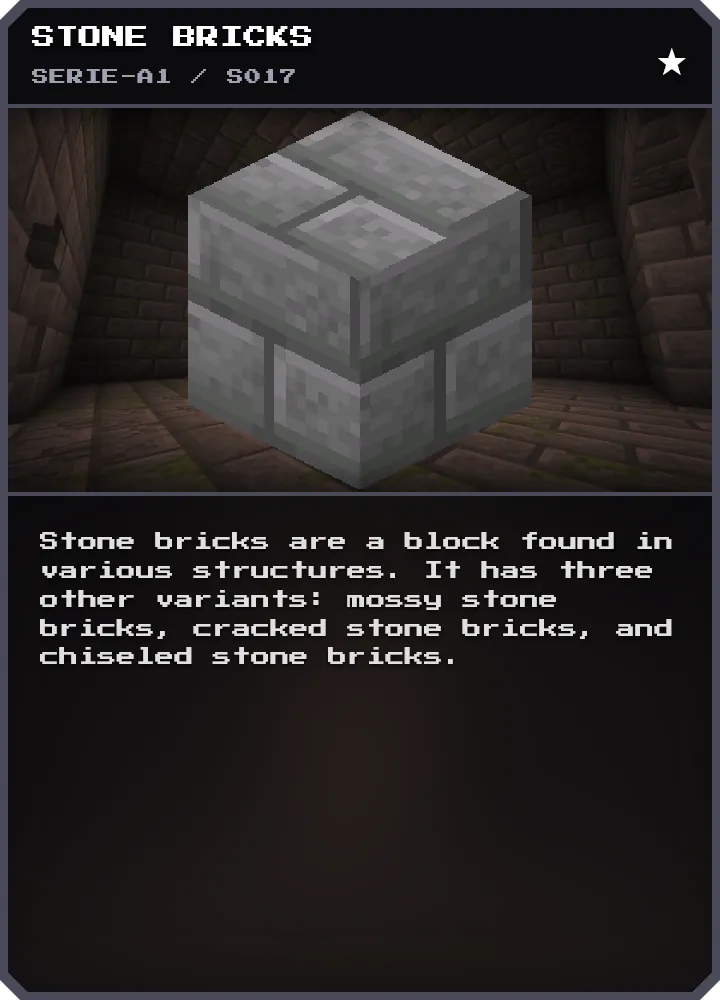 STONE BRICKS
SERIE-A1 / S017
Stone bricks are a block found in
various structures. It has three
other variants: mossy stone
bricks, cracked stone bricks, and
chiseled stone bricks.